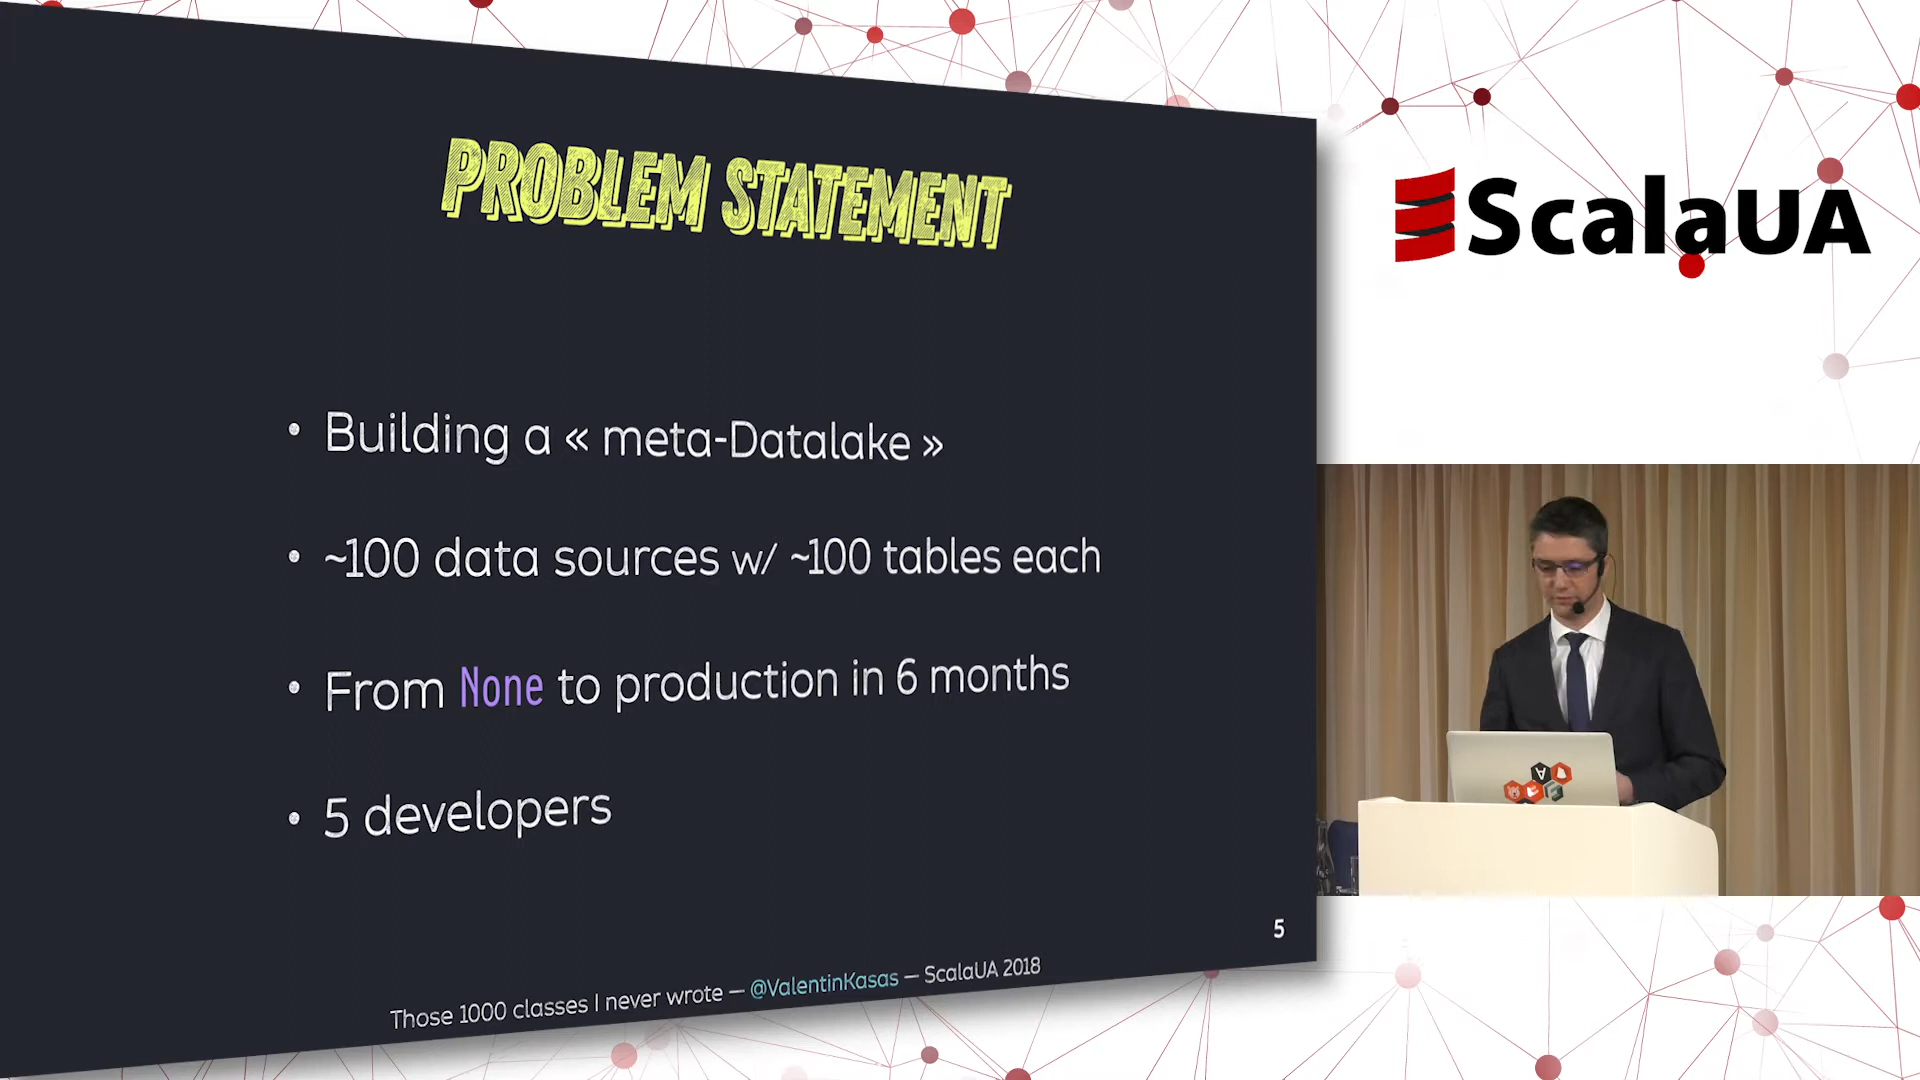 PROBLEM STATEMENT
• Building a « meta-Datalake »
• ~100 data sources w/ ~100 tables each
• From None to production in 6 months
• 5 developers
5
Those 1000 classes I never wrote — @ValentinKasas — ScalaUA 2018
ScalaUA